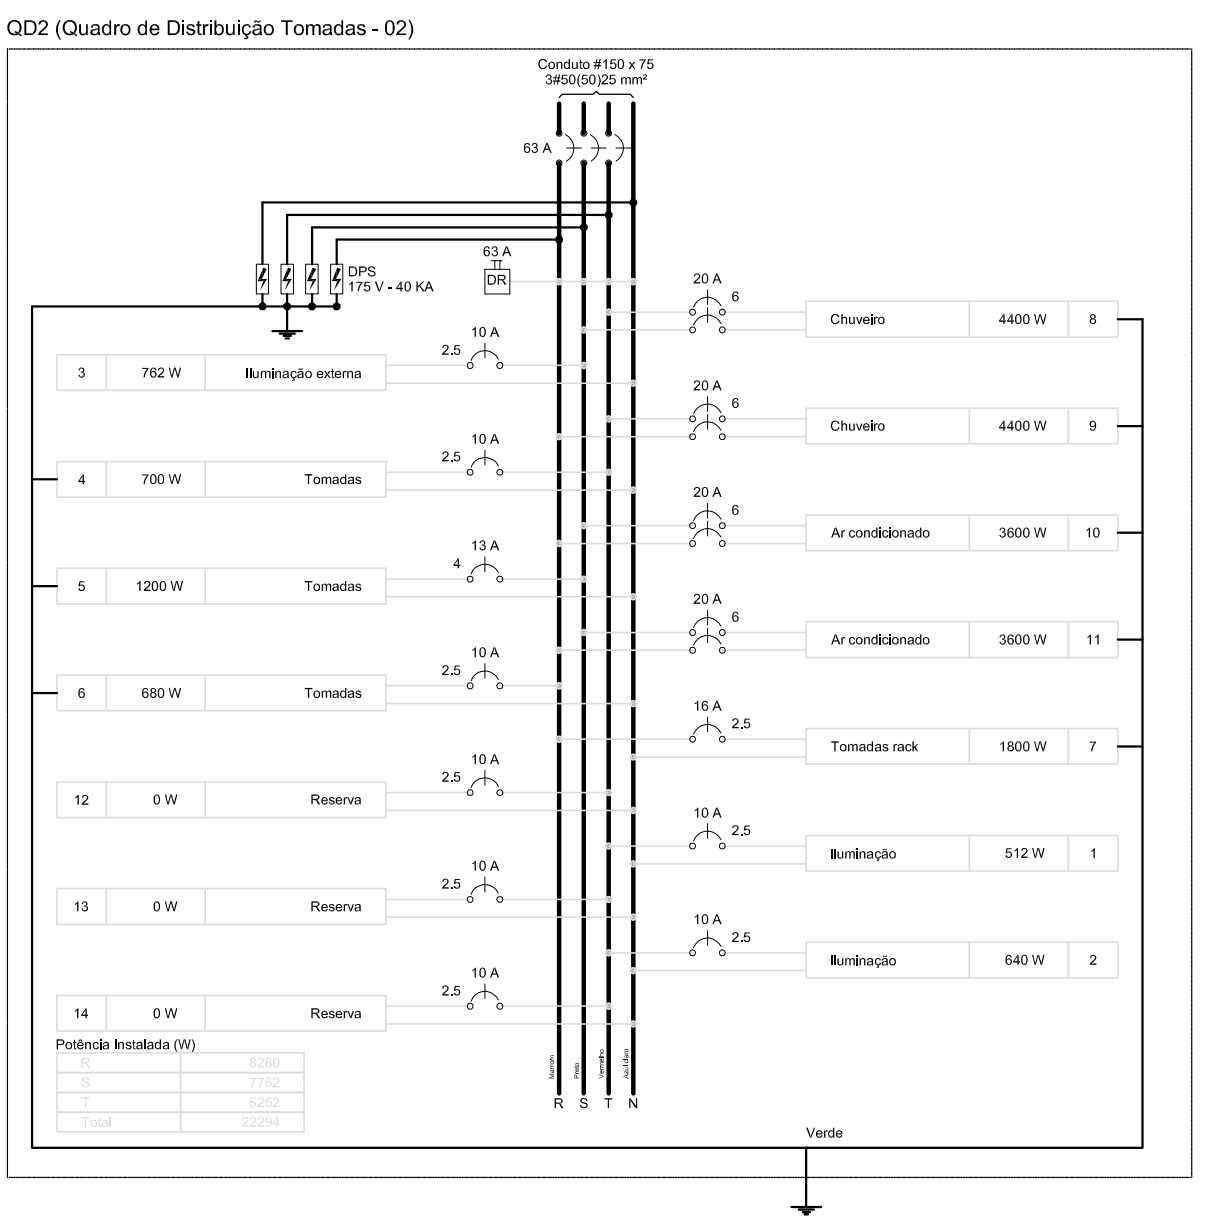 QD2 (Quadro de Distribuição Tomadas - 02)
Conduto #150 x 75
3#50(50)25 mm²
63 A
DPS
175 V - 40 KA
63 A
DR
20 A
6
Chuveiro 4400 W 8
10 A
2.5
3 762 W Iluminação externa
20 A
6
Chuveiro 4400 W 9
10 A
2.5
4 700 W Tomadas
20 A
6
Ar condicionado 3600 W 10
13 A
4
5 1200 W Tomadas
20 A
6
Ar condicionado 3600 W 11
10 A
2.5
6 680 W Tomadas
16 A
2.5
Tomadas rack 1800 W 7
10 A
2.5
12 0 W Reserva
10 A
2.5
Iluminação 512 W 1
10 A
2.5
13 0 W Reserva
10 A
2.5
Iluminação 640 W 2
10 A
2.5
14 0 W Reserva
Potência Instalada (W)
R 8280
S 7762
T 6252
Total 22294
Marrom
Preto
Vermelho
Azul claro
R S T N
Verde